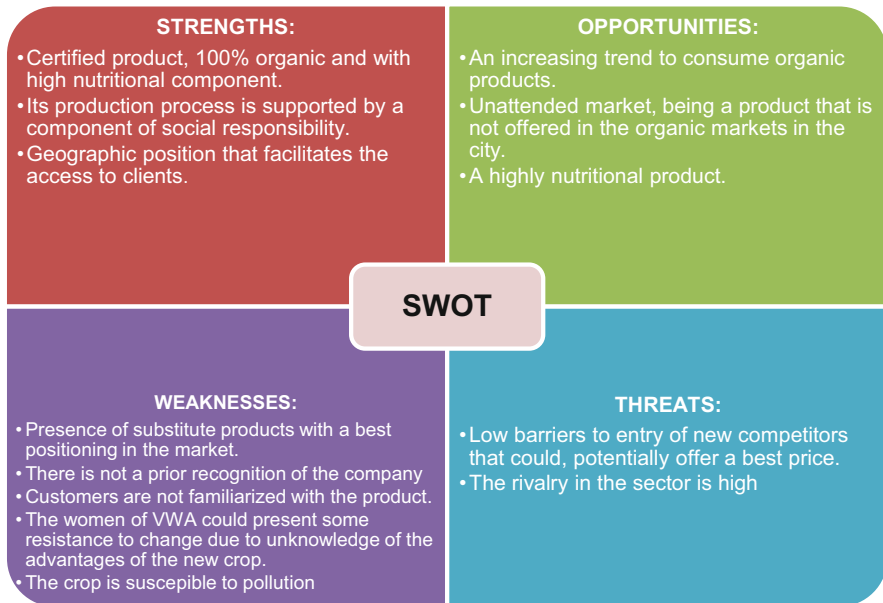 STRENGTHS:
•Certified product, 100% organic and with
high nutritional component.
•Its production process is supported by a
component of social responsibility.
•Geographic position that facilitates the
access to clients.
OPPORTUNITIES:
•An increasing trend to consume organic
products.
•Unattended market, being a product that is
not offered in the organic markets in the
city.
•A highly nutritional product.
SWOT
WEAKNESSES:
•Presence of substitute products with a best
positioning in the market.
•There is not a prior recognition of the company
•Customers are not familiarized with the product.
•The women of VWA could present some
resistance to change due to unknowledge of the
advantages of the new crop.
•The crop is suscepible to pollution
THREATS:
•Low barriers to entry of new competitors
that could, potentially offer a best price.
•The rivalry in the sector is high